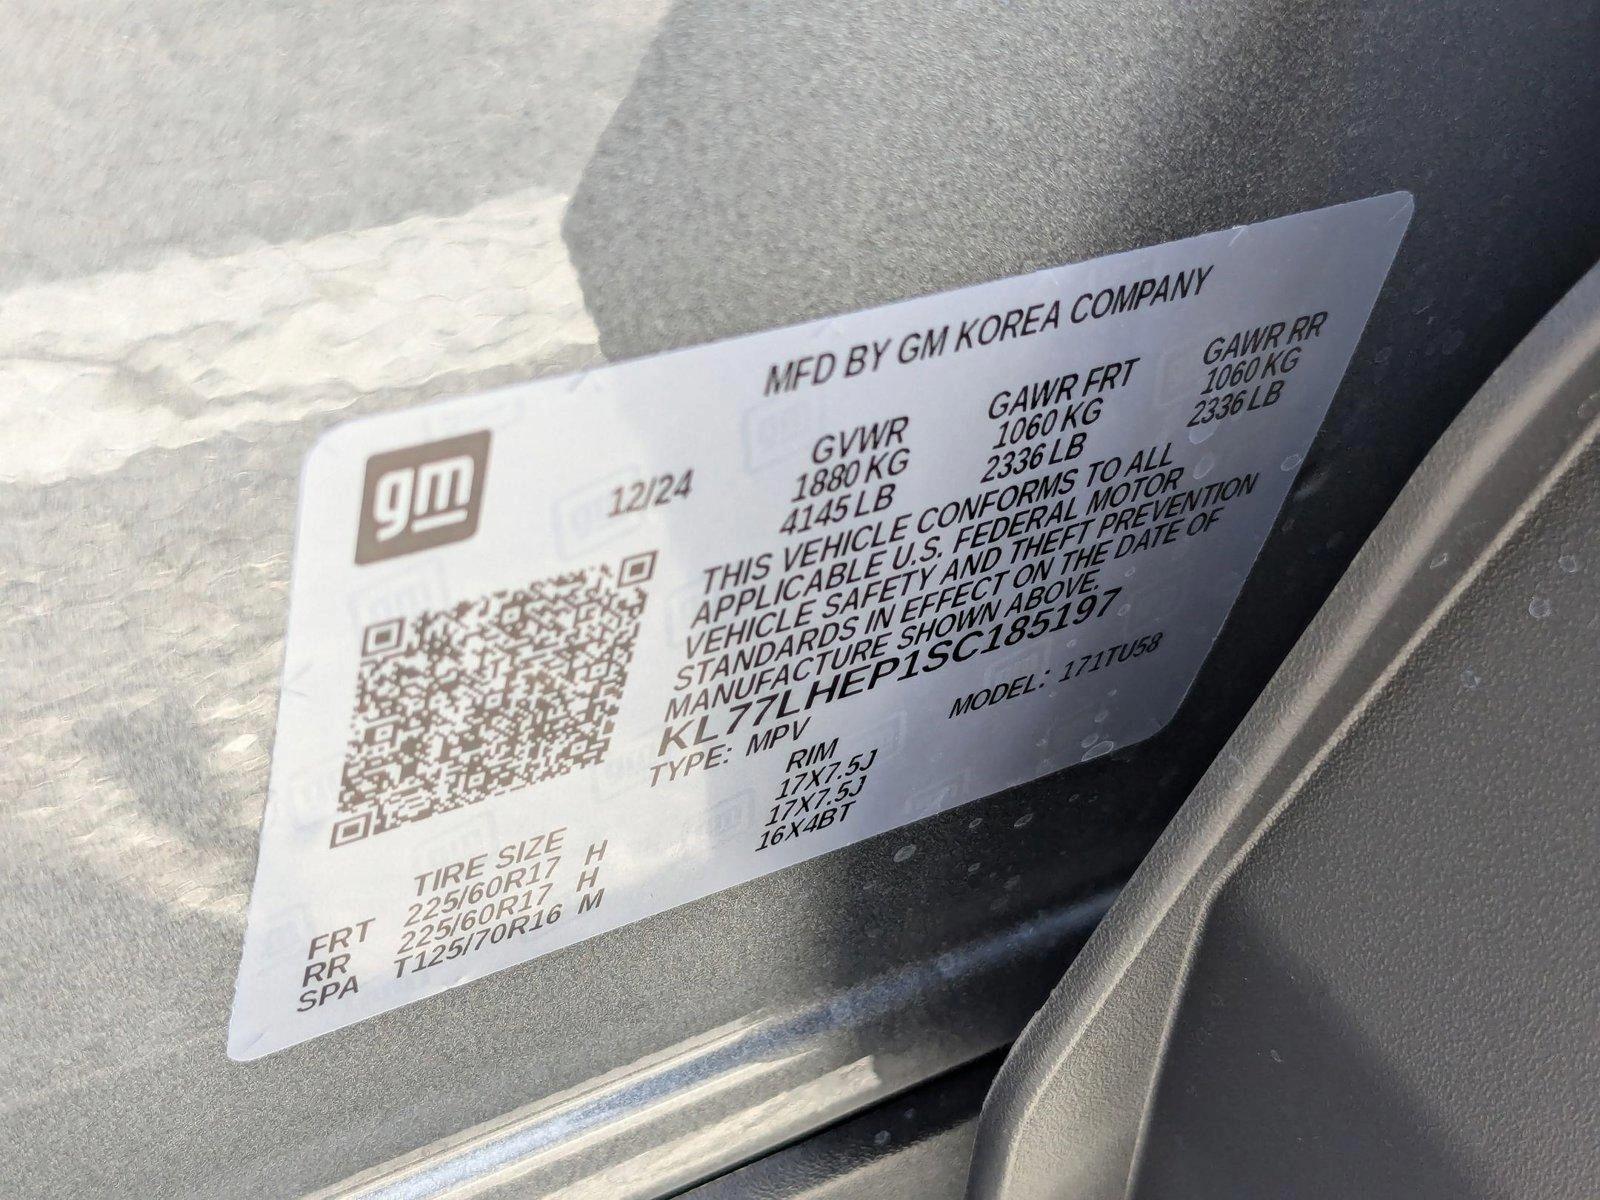 MFD BY GM KOREA COMPANY
gm
12/24
GVWR GAWR FRT GAWR RR
1880 KG 1060 KG 1060 KG
4145 LB 2336 LB 2336 LB
THIS VEHICLE CONFORMS TO ALL
APPLICABLE U.S. FEDERAL MOTOR
VEHICLE SAFETY AND THEFT PREVENTION
STANDARDS IN EFFECT ON THE DATE OF
MANUFACTURE SHOWN ABOVE.
KL77LHEP1SC185197
TYPE: MPV MODEL: 171TU58
TIRE SIZE RIM
FRT 225/60R17 H 17X7.5J
RR 225/60R17 H 17X7.5J
SPA T125/70R16 M 16X4BT